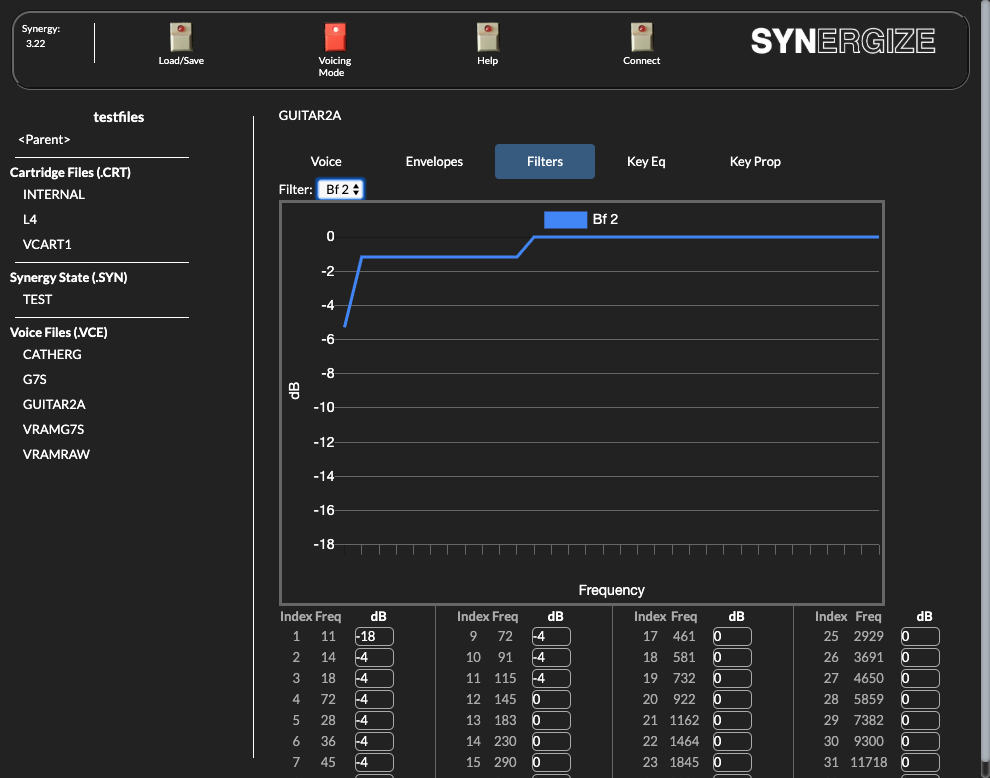 Synergy:
3.22
Load/Save
Voicing
Mode
Help
Connect
SYNERGIZE
testfiles
<Parent>
Cartridge Files (.CRT)
INTERNAL
L4
VCART1
Synergy State (.SYN)
TEST
Voice Files (.VCE)
CATHERG
G7S
GUITAR2A
VRAMG7S
VRAMRAW
GUITAR2A
Voice Envelopes Filters Key Eq Key Prop
Filter: Bf 2
Bf 2
0
-2
-4
-6
-8
-10
-12
-14
-16
-18
dB
Frequency
Index Freq dB Index Freq dB Index Freq dB Index Freq dB
1 11 -18 9 72 -4 17 461 0 25 2929 0
2 14 -4 10 91 -4 18 581 0 26 3691 0
3 18 -4 11 115 -4 19 732 0 27 4650 0
4 72 -4 12 145 0 20 922 0 28 5859 0
5 28 -4 13 183 0 21 1162 0 29 7382 0
6 36 -4 14 230 0 22 1464 0 30 9300 0
7 45 -4 15 290 0 23 1845 0 31 11718 0